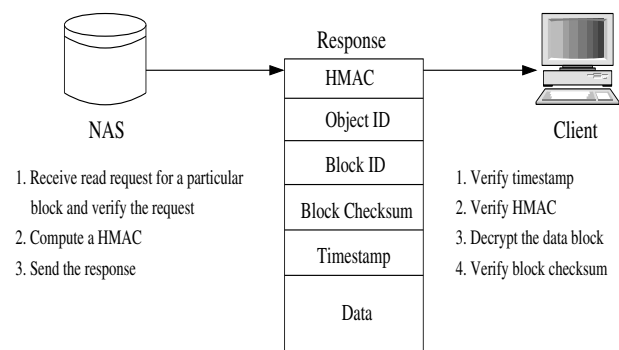 Response
HMAC
Object ID
Block ID
Block Checksum
Timestamp
Data
NAS
1. Receive read request for a particular
block and verify the request
2. Compute a HMAC
3. Send the response
Client
1. Verify timestamp
2. Verify HMAC
3. Decrypt the data block
4. Verify block checksum